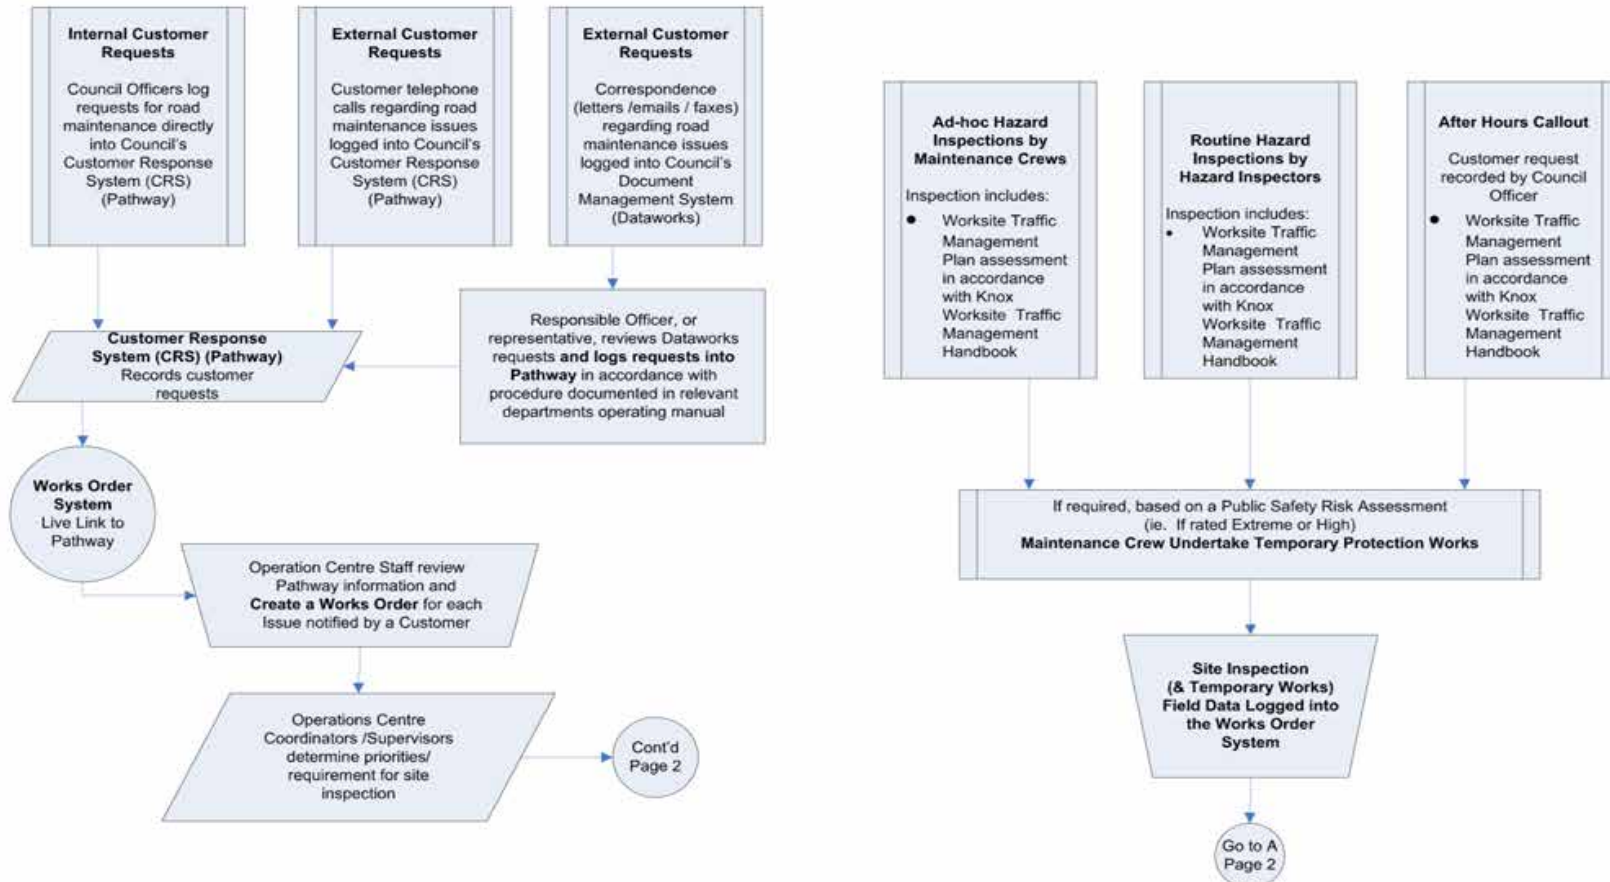 Internal Customer
Requests
Council Officers log
requests for road
maintenance directly
into Council's
Customer Response
System (CRS)
(Pathway)
External Customer
Requests
Customer telephone
calls regarding road
maintenance issues
logged into Council's
Customer Response
System (CRS)
(Pathway)
External Customer
Requests
Correspondence
(letters /emails / faxes)
regarding road
maintenance issues
logged into Council's
Document
Management System
(Dataworks)
Responsible Officer, or
representative, reviews Dataworks
requests and logs requests into
Pathway in accordance with
procedure documented in relevant
departments operating manual
Customer Response
System (CRS) (Pathway)
Records customer
requests
Works Order
System
Live Link to
Pathway
Operation Centre Staff review
Pathway information and
Create a Works Order for each
Issue notified by a Customer
Operations Centre
Coordinators /Supervisors
determine priorities/
requirement for site
inspection
Cont'd
Page 2
Ad-hoc Hazard
Inspections by
Maintenance Crews
Inspection includes:
• Worksite Traffic
Management
Plan assessment
in accordance
with Knox
Worksite Traffic
Management
Handbook
Routine Hazard
Inspections by
Hazard Inspectors
Inspection includes:
• Worksite Traffic
Management
Plan assessment
in accordance
with Knox
Worksite Traffic
Management
Handbook
After Hours Callout
Customer request
recorded by Council
Officer
• Worksite Traffic
Management
Plan assessment
in accordance
with Knox
Worksite Traffic
Management
Handbook
If required, based on a Public Safety Risk Assessment
(ie. If rated Extreme or High)
Maintenance Crew Undertake Temporary Protection Works
Site Inspection
(& Temporary Works)
Field Data Logged into
the Works Order
System
Go to A
Page 2